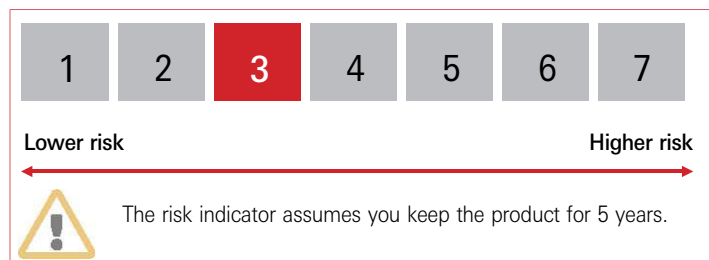 1 2 3 4 5 6 7
Lower risk Higher risk
The risk indicator assumes you keep the product for 5 years.